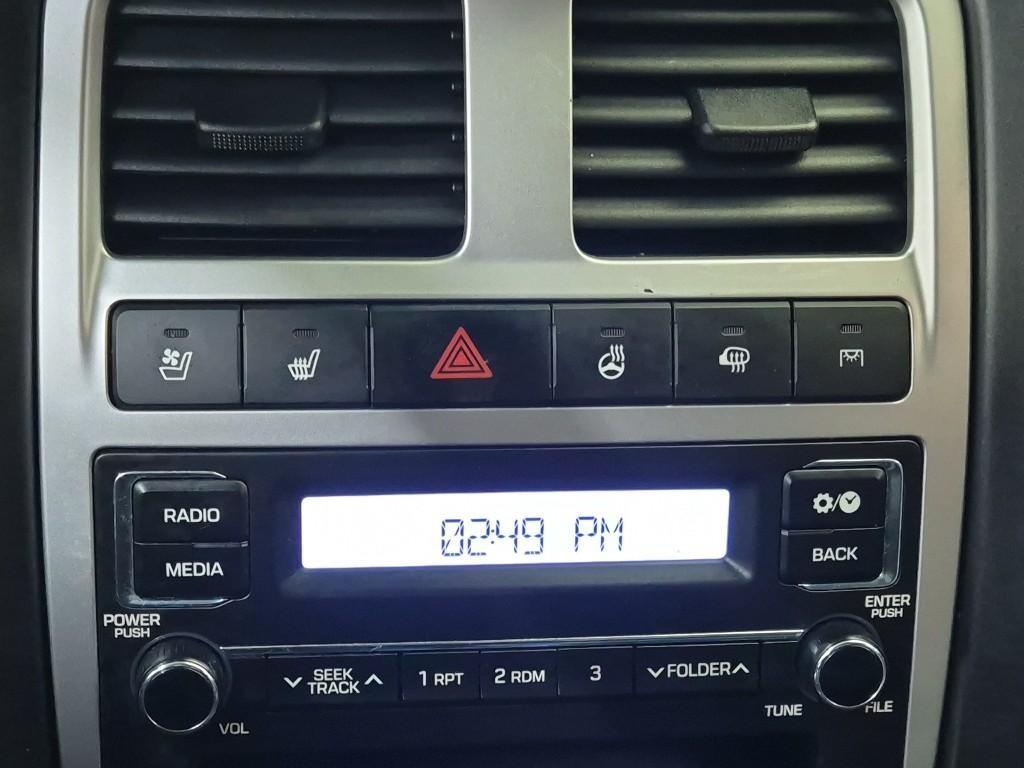 RADIO
MEDIA
02:49 PM
BACK
POWER
PUSH
ENTER
PUSH
SEEK
TRACK
1 RPT
2 RDM
3
FOLDER
VOL
TUNE
FILE